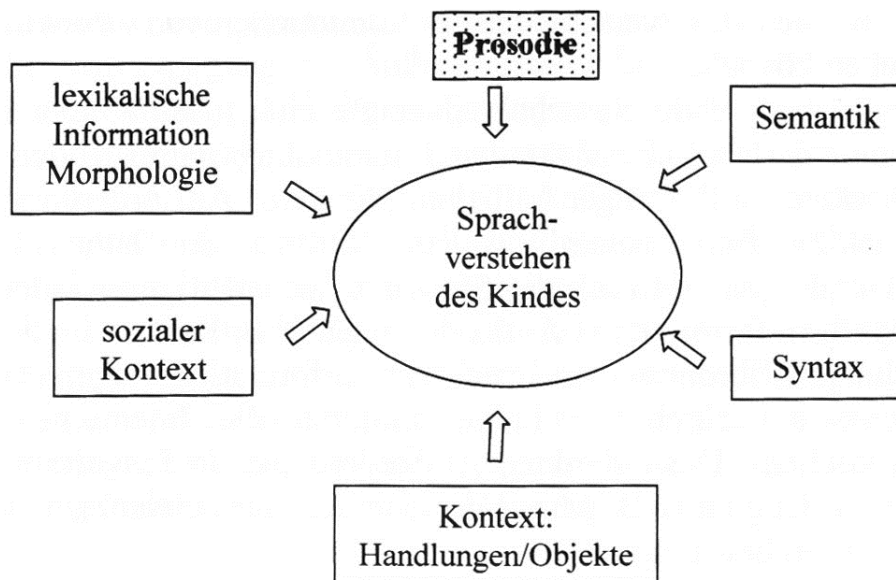 Prosodie
lexikalische
Information
Morphologie
Semantik
Sprach-
verstehen
des Kindes
sozialer
Kontext
Syntax
Kontext:
Handlungen/Objekte